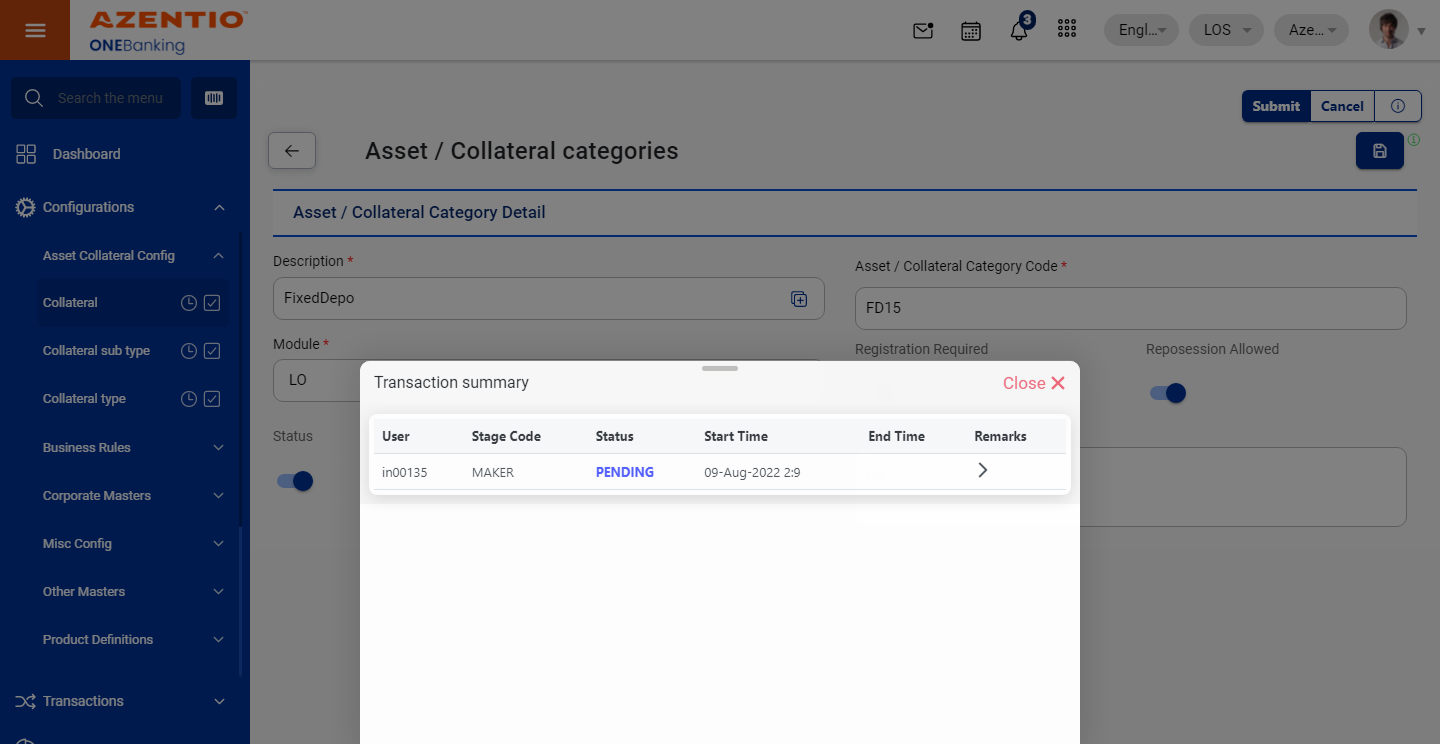 AZENTIO™
ONEBanking
3
Engl...
LOS
Aze...
Search the menu
Dashboard
Configurations
Asset Collateral Config
Collateral
Collateral sub type
Collateral type
Business Rules
Corporate Masters
Misc Config
Other Masters
Product Definitions
Transactions
Submit
Cancel
Asset / Collateral categories
Asset / Collateral Category Detail
Description *
FixedDepo
Asset / Collateral Category Code *
FD15
Module *
LO
Registration Required
Reposession Allowed
Status
Transaction summary
Close
User Stage Code Status Start Time End Time Remarks
in00135 MAKER PENDING 09-Aug-2022 2:9